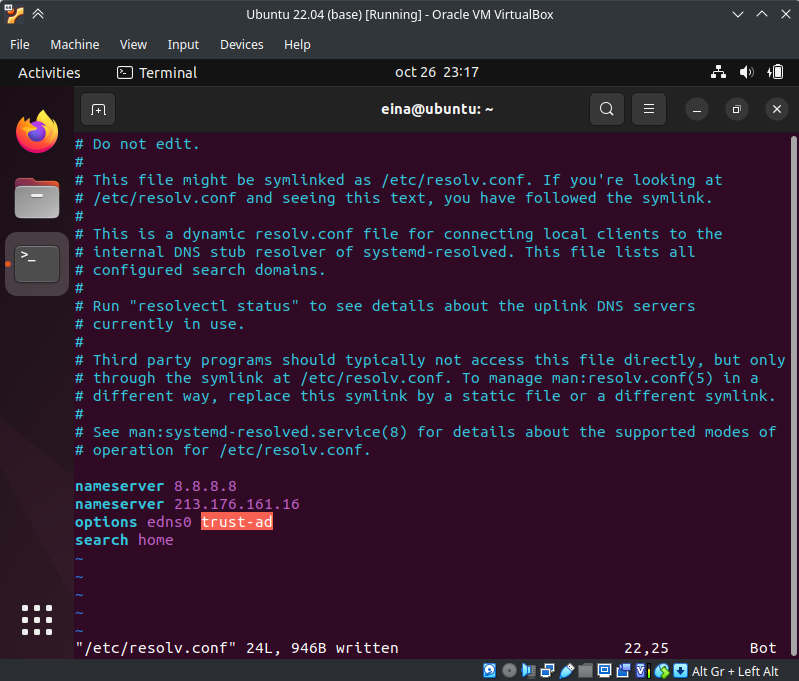 Ubuntu 22.04 (base) [Running] - Oracle VM VirtualBox
File Machine View Input Devices Help
Activities Terminal oct 26 23:17
eina@ubuntu: ~
# Do not edit.
#
# This file might be symlinked as /etc/resolv.conf. If you're looking at
# /etc/resolv.conf and seeing this text, you have followed the symlink.
#
# This is a dynamic resolv.conf file for connecting local clients to the
# internal DNS stub resolver of systemd-resolved. This file lists all
# configured search domains.
#
# Run "resolvectl status" to see details about the uplink DNS servers
# currently in use.
#
# Third party programs should typically not access this file directly, but only
# through the symlink at /etc/resolv.conf. To manage man:resolv.conf(5) in a
# different way, replace this symlink by a static file or a different symlink.
#
# See man:systemd-resolved.service(8) for details about the supported modes of
# operation for /etc/resolv.conf.
nameserver 8.8.8.8
nameserver 213.176.161.16
options edns0 trust-ad
search home
~
~
~
~
~
"/etc/resolv.conf" 24L, 946B written 22,25 Bot
Alt Gr + Left Alt